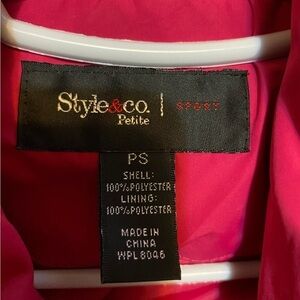 Style&co. | SPORT
Petite
PS
SHELL:
100%POLYESTER
LINING:
100%POLYESTER
MADE IN
CHINA
WPL8046